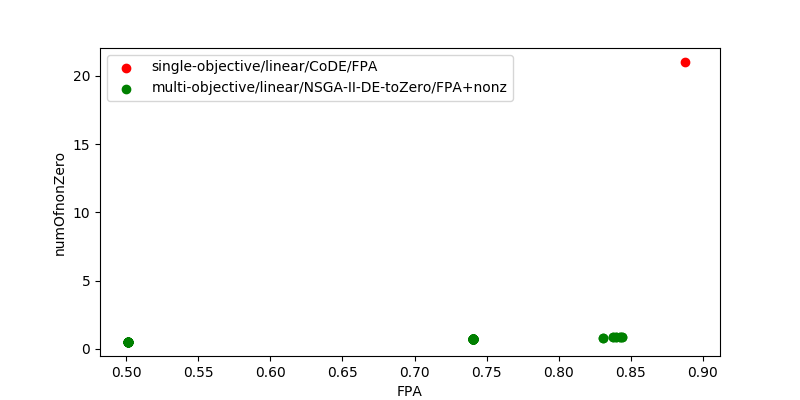 single-objective/linear/CoDE/FPA
multi-objective/linear/NSGA-II-DE-toZero/FPA+nonz
20
15
10
5
0
numOfnonZero
0.50 0.55 0.60 0.65 0.70 0.75 0.80 0.85 0.90
FPA